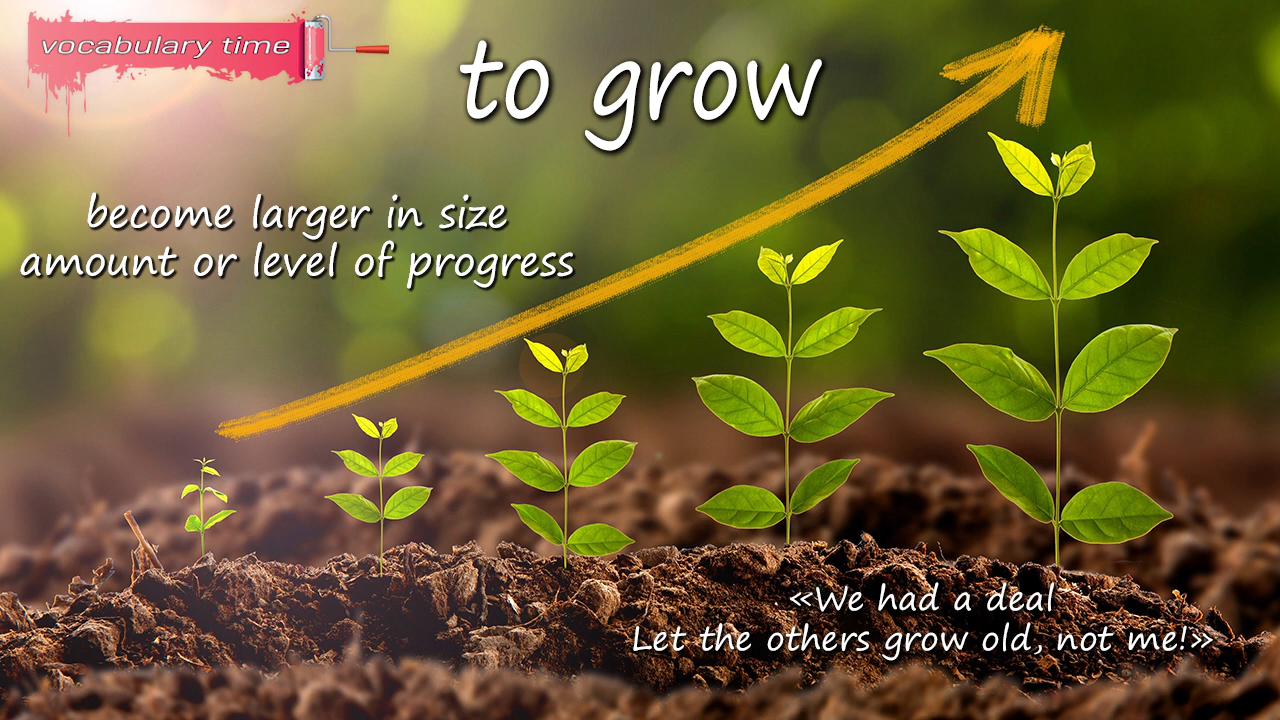 vocabulary time
to grow
become larger in size
amount or level of progress
«We had a deal
Let the others grow old, not me!»